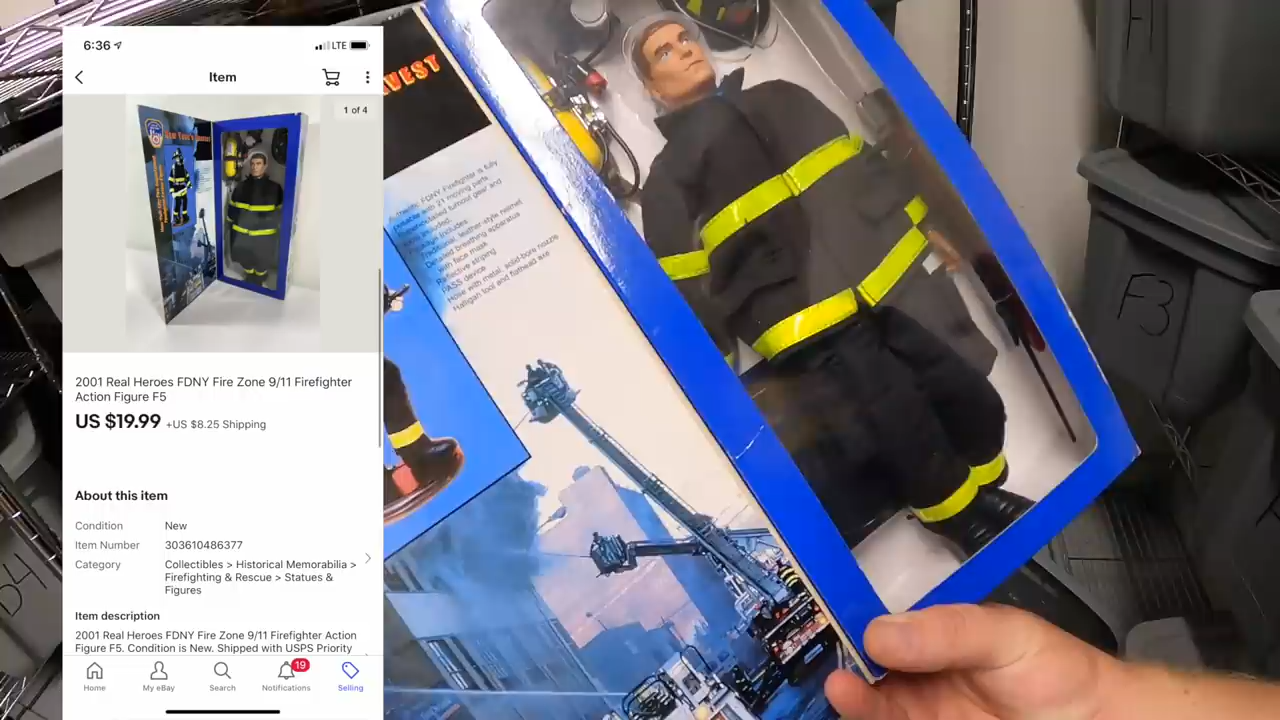 6:36
LTE
Item
1 of 4
2001 Real Heroes FDNY Fire Zone 9/11 Firefighter
Action Figure F5
US $19.99 +US $8.25 Shipping
About this item
Condition New
Item Number 303610486377
Category Collectibles > Historical Memorabilia >
Firefighting & Rescue > Statues &
Figures
Item description
2001 Real Heroes FDNY Fire Zone 9/11 Firefighter Action
Figure F5. Condition is New. Shipped with USPS Priority
Home
My eBay
Search
19
Notifications
Selling
FDNY Firefighter is fully
poseable with 21 moving parts
turnout gear and
Includes
Traditional, leather-style helmet
Detailed breathing apparatus
with face mask
Reflective striping
PASS device
Hose with metal, solid-bore nozzle
Halligan tool and flathead axe
F3
D4